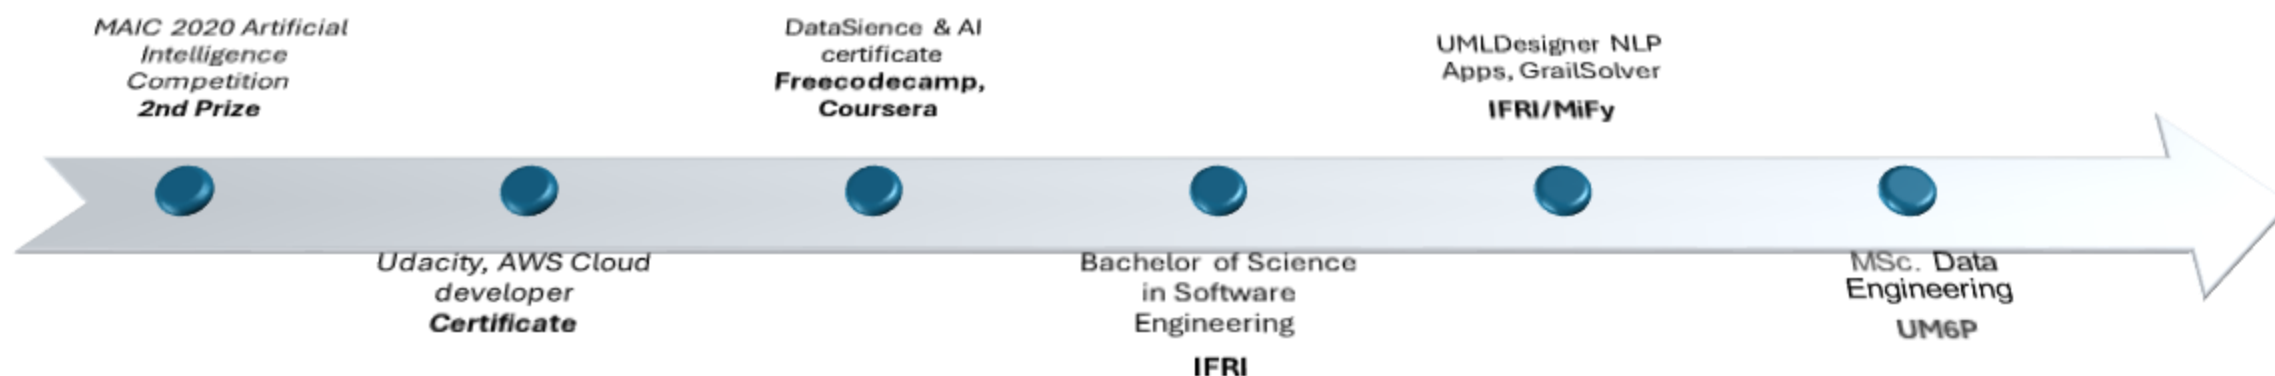 MAIC 2020 Artificial
Intelligence
Competition
2nd Prize
Udacity, AWS Cloud
developer
Certificate
DataSience & AI
certificate
Freecodecamp,
Coursera
Bachelor of Science
in Software
Engineering
IFRI
UMLDesigner NLP
Apps, GrailSolver
IFRI/MiFy
MSc. Data
Engineering
UM6P